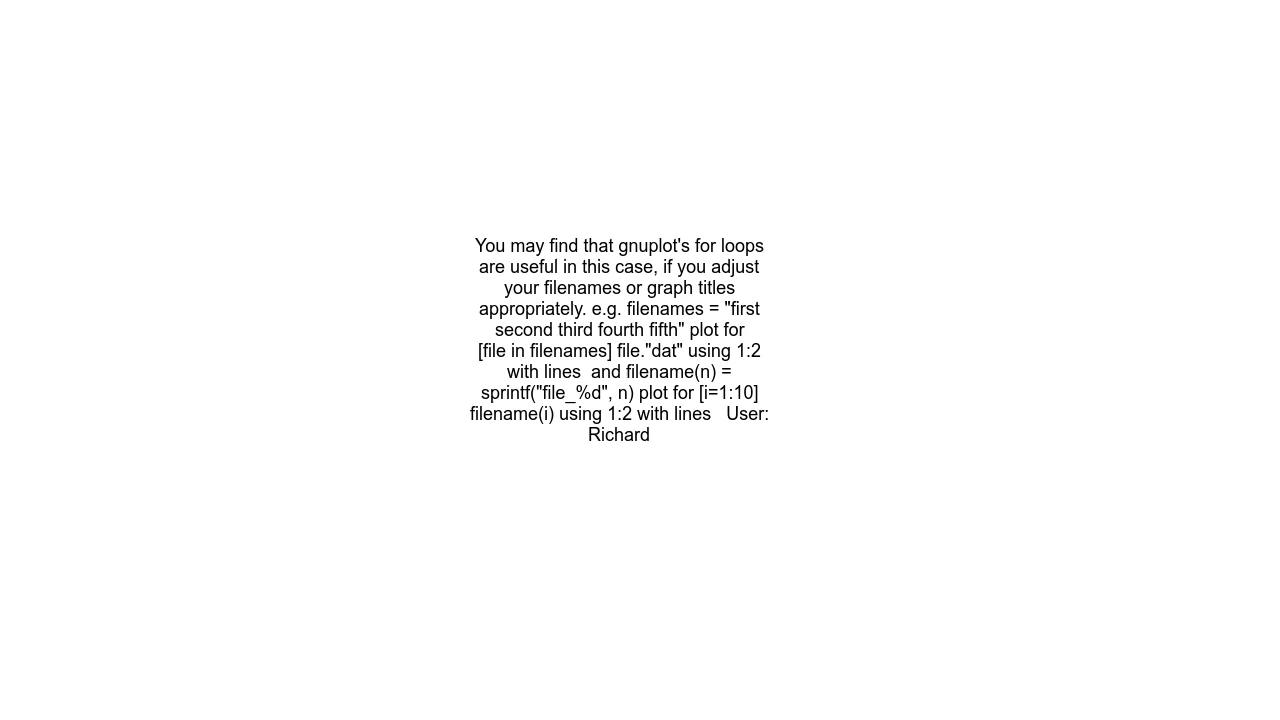 You may find that gnuplot's for loops
are useful in this case, if you adjust
your filenames or graph titles
appropriately. e.g. filenames = "first
second third fourth fifth" plot for
[file in filenames] file."dat" using 1:2
with lines  and filename(n) =
sprintf("file_%d", n) plot for [i=1:10]
filename(i) using 1:2 with lines   User:
Richard